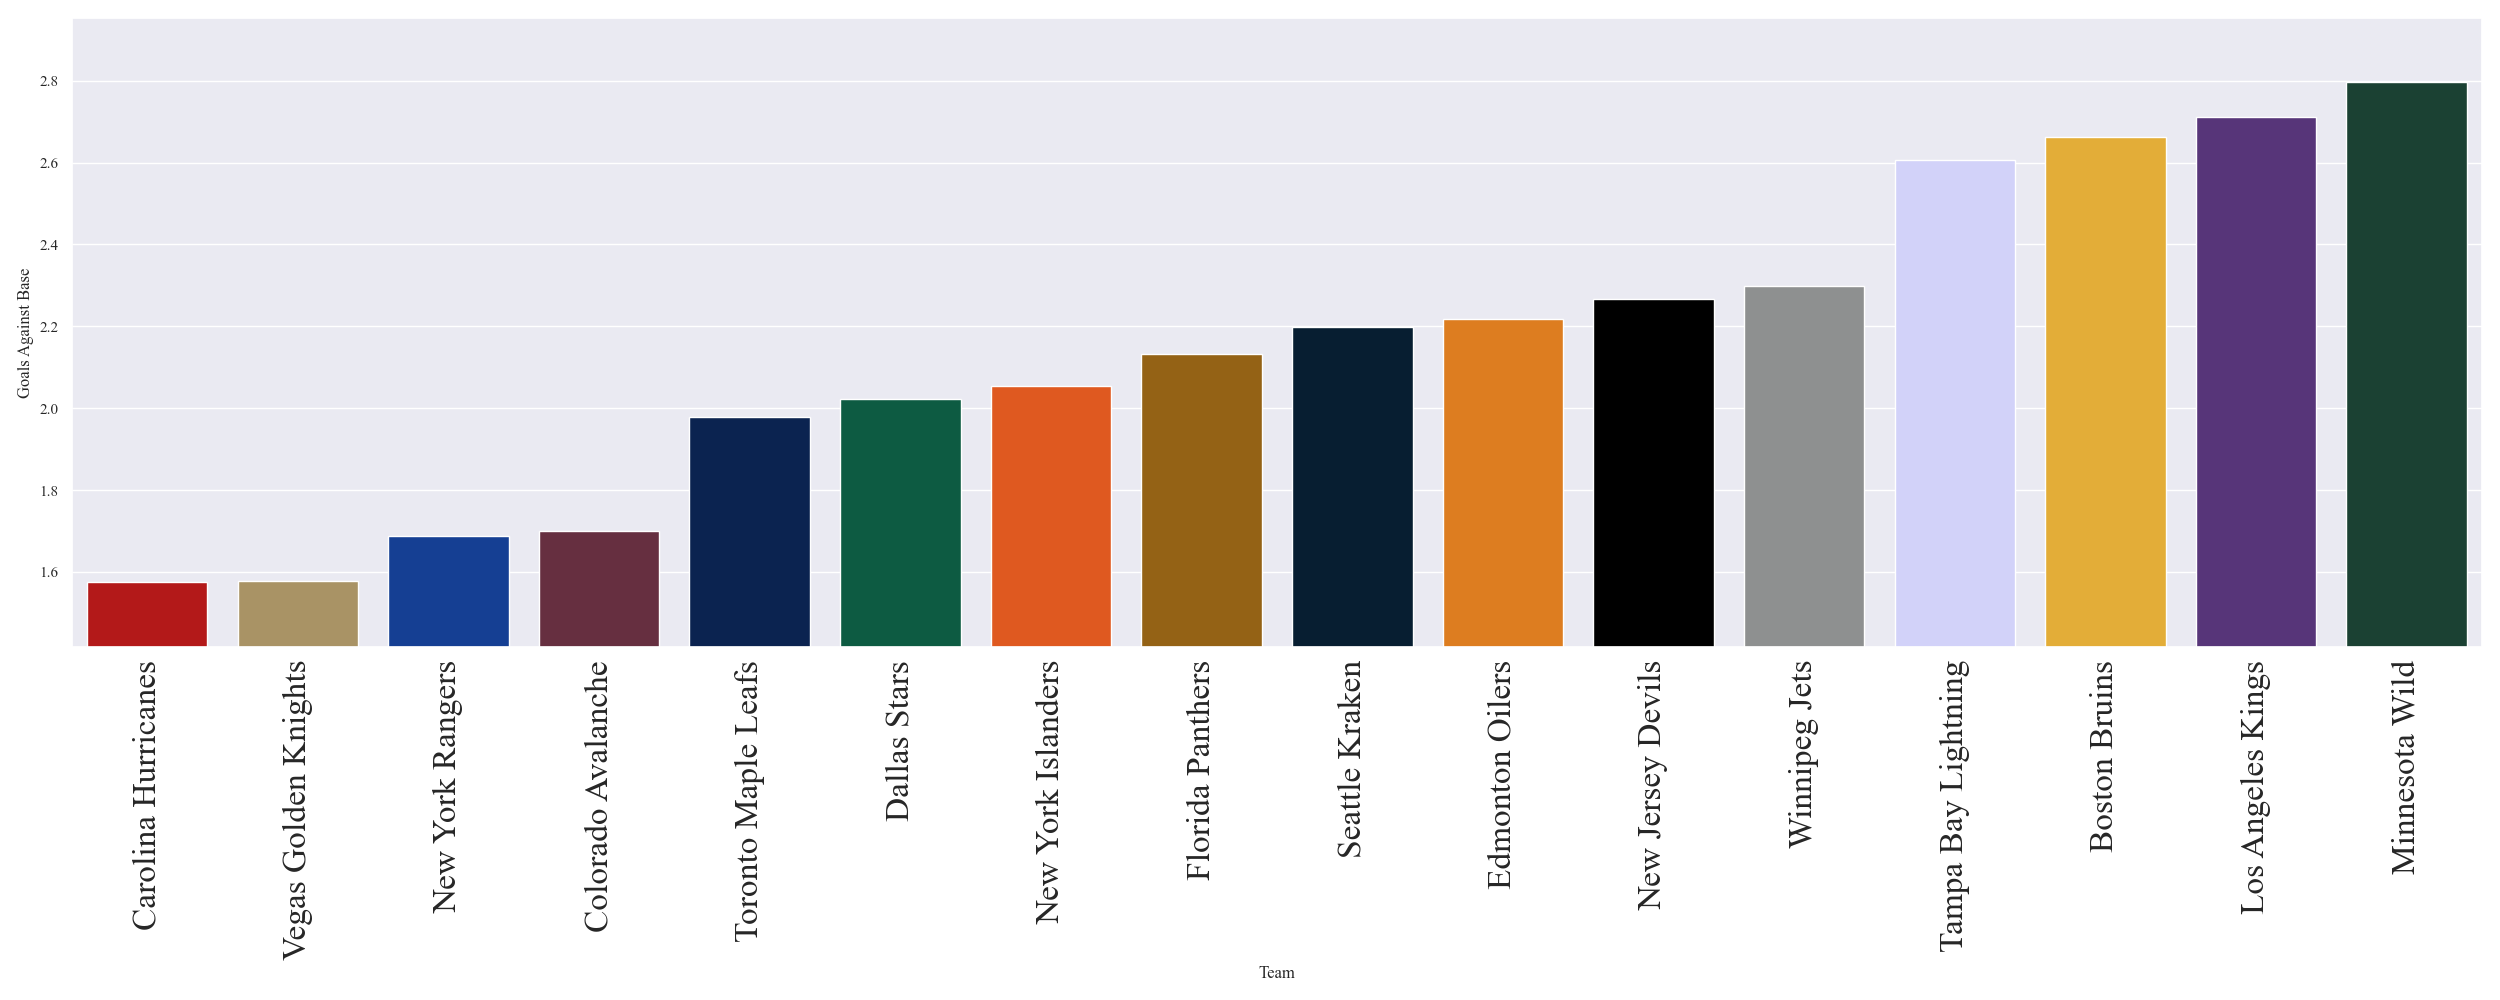 Goals Against Base
2.8
2.6
2.4
2.2
2.0
1.8
1.6
Carolina Hurricanes
Vegas Golden Knights
New York Rangers
Colorado Avalanche
Toronto Maple Leafs
Dallas Stars
New York Islanders
Florida Panthers
Seattle Kraken
Edmonton Oilers
New Jersey Devils
Winnipeg Jets
Tampa Bay Lightning
Boston Bruins
Los Angeles Kings
Minnesota Wild
Team